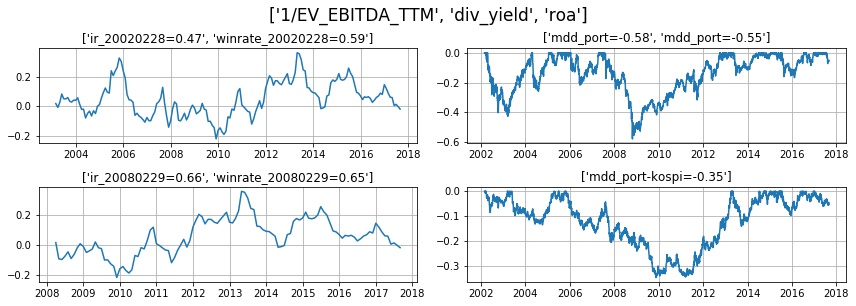 ['1/EV_EBITDA_TTM', 'div_yield', 'roa']
['ir_20020228=0.47', 'winrate_20020228=0.59']
0.2
0.0
−0.2
2004 2006 2008 2010 2012 2014 2016 2018
['mdd_port=-0.58', 'mdd_port=-0.55']
0.0
−0.2
−0.4
−0.6
2002 2004 2006 2008 2010 2012 2014 2016 2018
['ir_20080229=0.66', 'winrate_20080229=0.65']
0.2
0.0
−0.2
2008 2009 2010 2011 2012 2013 2014 2015 2016 2017 2018
['mdd_port-kospi=-0.35']
0.0
−0.1
−0.2
−0.3
2002 2004 2006 2008 2010 2012 2014 2016 2018